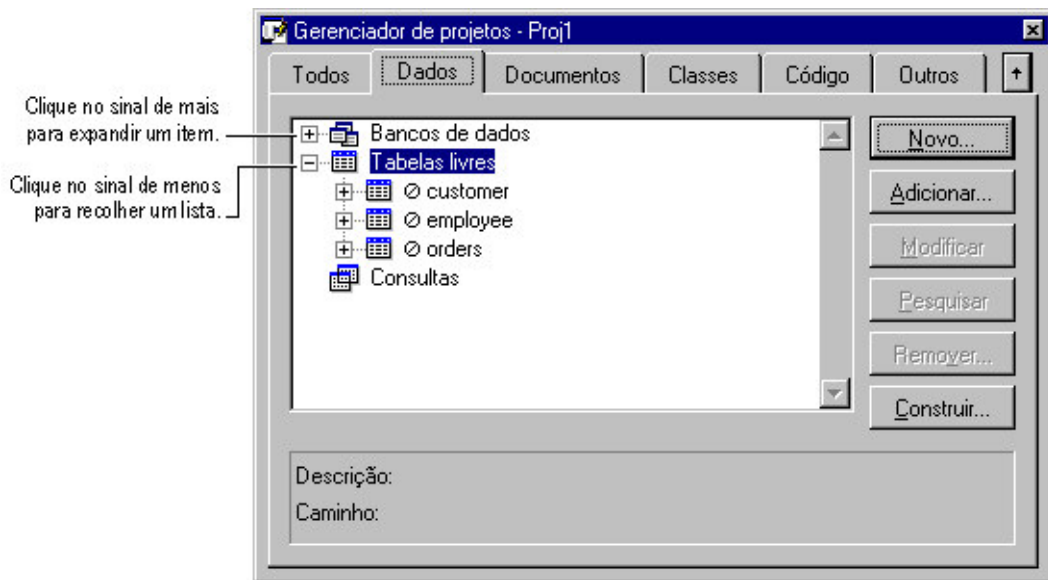 Gerenciador de projetos - Proj1
Todos
Dados
Documentos
Classes
Código
Outros
Clique no sinal de mais
para expandir um item.
Clique no sinal de menos
para recolher um lista.
Bancos de dados
Tabelas livres
customer
employee
orders
Consultas
Novo...
Adicionar...
Modificar
Pesquisar
Remover...
Construir...
Descrição:
Caminho: